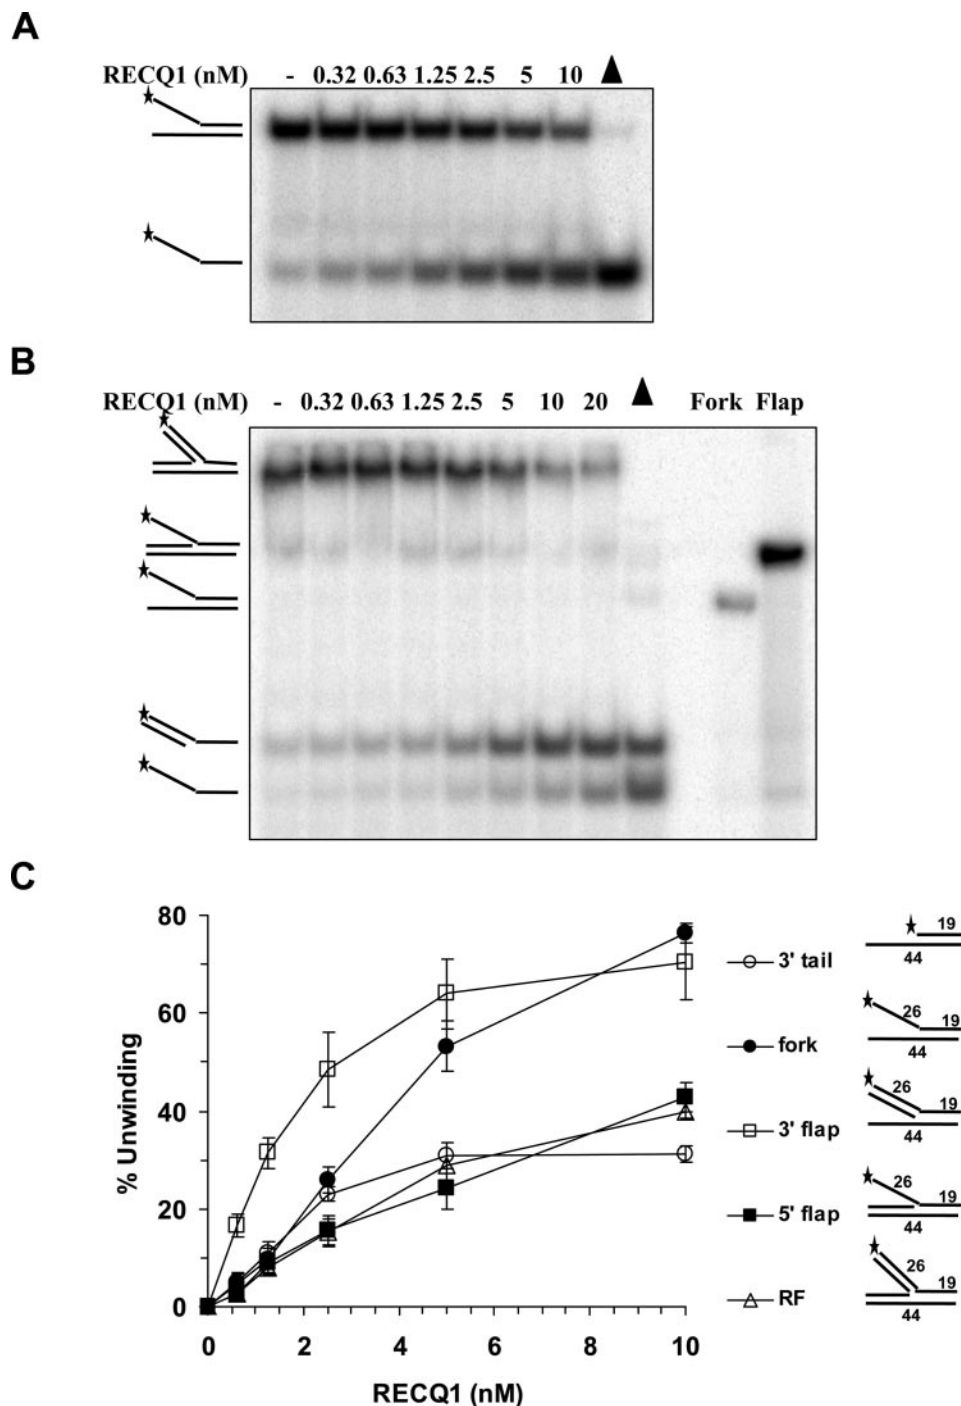 A
RECQ1 (nM) - 0.32 0.63 1.25 2.5 5 10
B
RECQ1 (nM) - 0.32 0.63 1.25 2.5 5 10 20 Fork Flap
C
80
60
40
20
0
% Unwinding
0 2 4 6 8 10
RECQ1 (nM)
3' tail
19
44
fork
26
19
44
3' flap
26
19
44
5' flap
26
19
44
RF
26
19
44